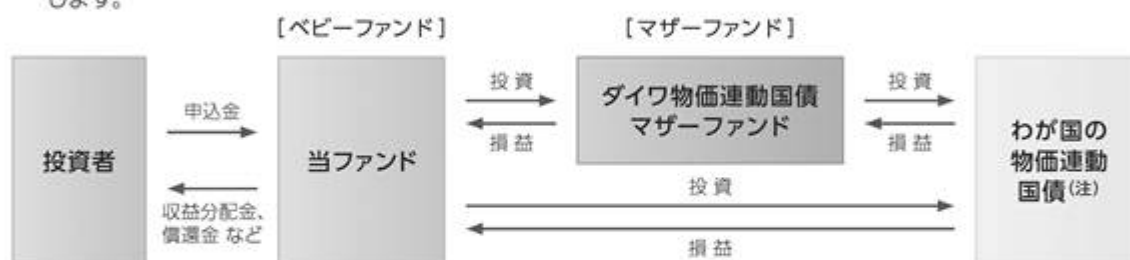 します。
[ベビーファンド]
[マザーファンド]
投資者
申込金
収益分配金、
償還金 など
当ファンド
投 資
損 益
ダイワ物価連動国債
マザーファンド
投 資
損 益
投 資
損 益
わが国の
物価連動
国債(注)